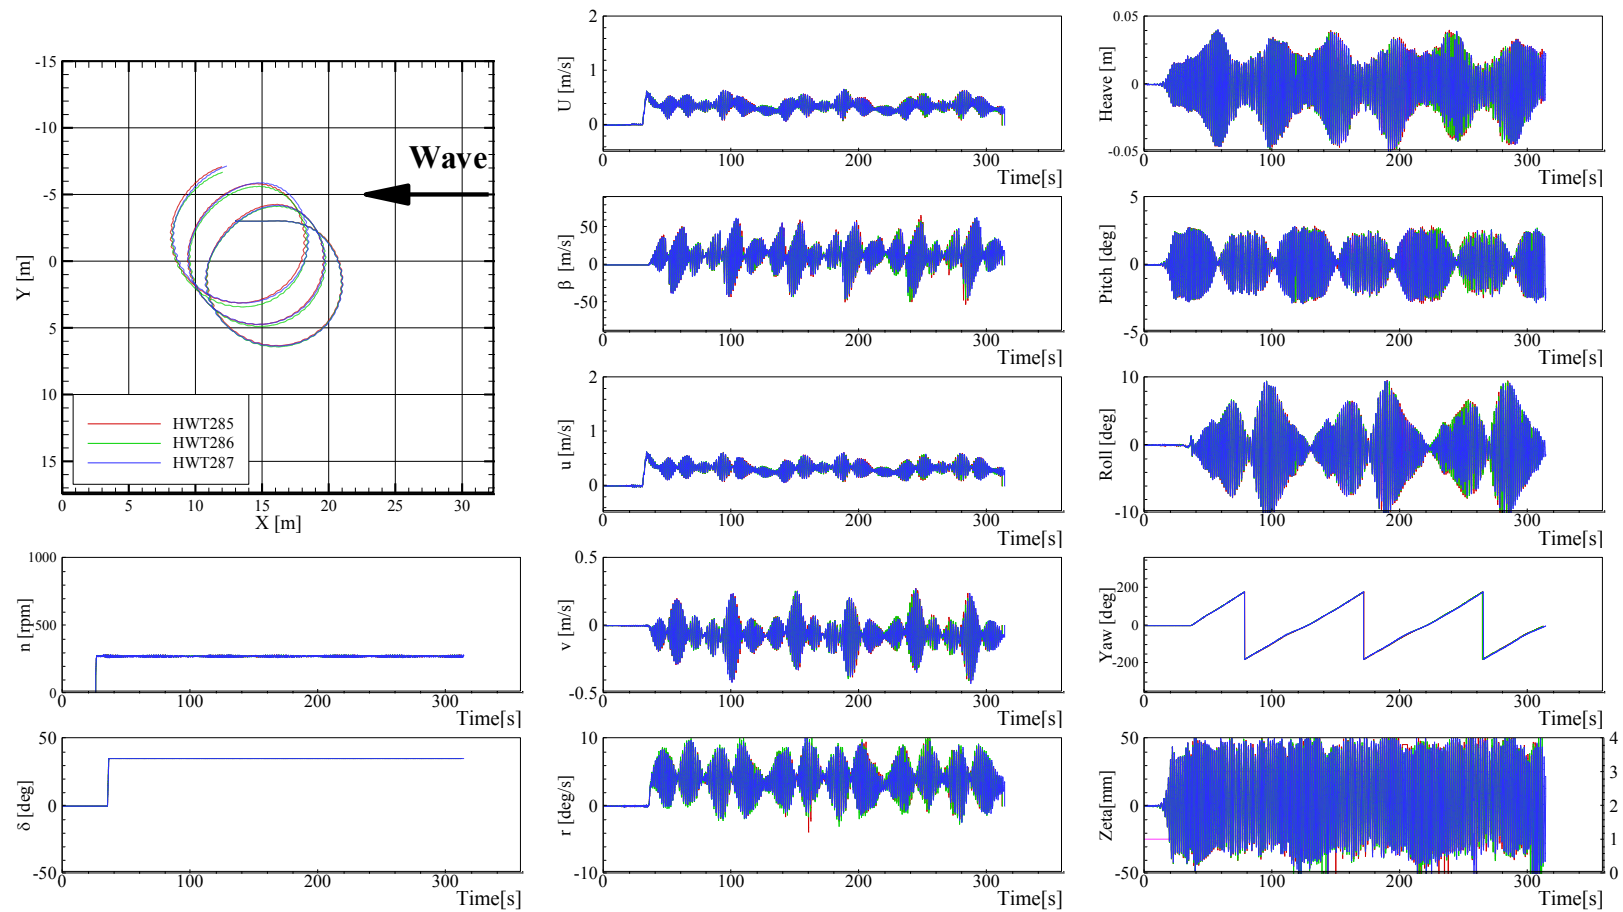 -15
-10
-5
0
5
10
15
Y [m]
Wave
HWT285
HWT286
HWT287
0 5 10 15 20 25 30
X [m]
1000
500
0
n [rpm]
0 100 200 300
Time[s]
50
0
-50
δ [deg]
0 100 200 300
Time[s]
2
1
0
U [m/s]
0 100 200 300
Time[s]
50
0
-50
β [m/s]
0 100 200 300
Time[s]
2
1
0
u [m/s]
0 100 200 300
Time[s]
0.5
0
-0.5
v [m/s]
0 100 200 300
Time[s]
10
0
-10
r [deg/s]
0 100 200 300
Time[s]
0.05
0
-0.05
Heave [m]
0 100 200 300
Time[s]
5
0
-5
Pitch [deg]
0 100 200 300
Time[s]
10
0
-10
Roll [deg]
0 100 200 300
Time[s]
200
0
-200
Yaw [deg]
0 100 200 300
Time[s]
50
0
-50
Zeta[mm
4
3
2
1
0
0 100 200 300
Time[s]